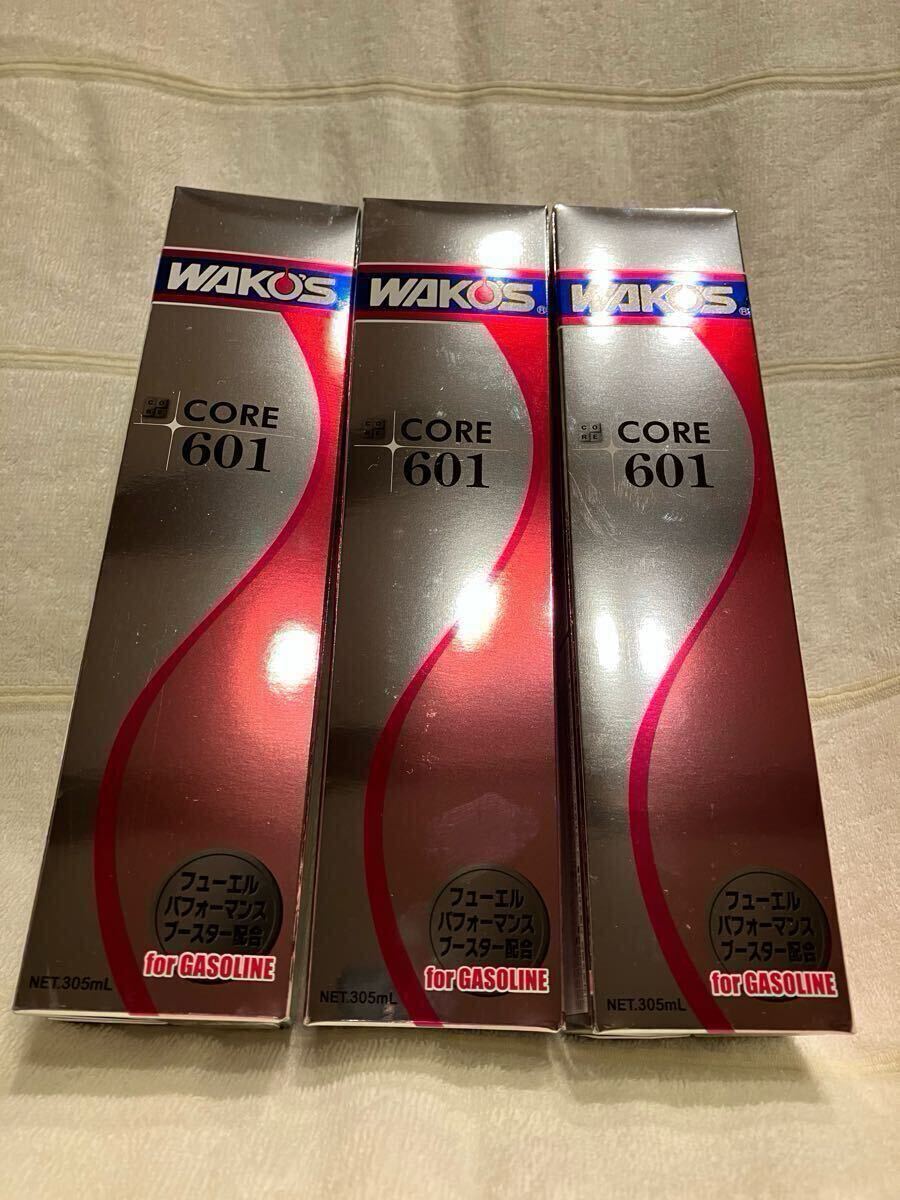 WAKO'S
CORE
CORE
601
フューエル
パフォーマンス
ブースター配合
for GASOLINE
NET.305mL
WAKO'S®
CORE
CORE
601
フューエル
パフォーマンス
ブースター配合
for GASOLINE
NET.305mL
WAKO'S®
CORE
CORE
601
フューエル
パフォーマンス
ブースター配合
for GASOLINE
NET.305mL